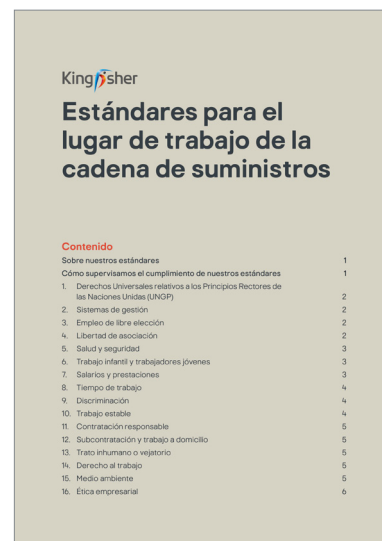 Kingfisher
Estándares para el
lugar de trabajo de la
cadena de suministros
Contenido
Sobre nuestros estándares 1
Cómo supervisamos el cumplimiento de nuestros estándares 1
1. Derechos Universales relativos a los Principios Rectores de
las Naciones Unidas (UNGP) 2
2. Sistemas de gestión 2
3. Empleo de libre elección 2
4. Libertad de asociación 2
5. Salud y seguridad 3
6. Trabajo infantil y trabajadores jóvenes 3
7. Salarios y prestaciones 3
8. Tiempo de trabajo 4
9. Discriminación 4
10. Trabajo estable 4
11. Contratación responsable 5
12. Subcontratación y trabajo a domicilio 5
13. Trato inhumano o vejatorio 5
14. Derecho al trabajo 5
15. Medio ambiente 5
16. Ética empresarial 6